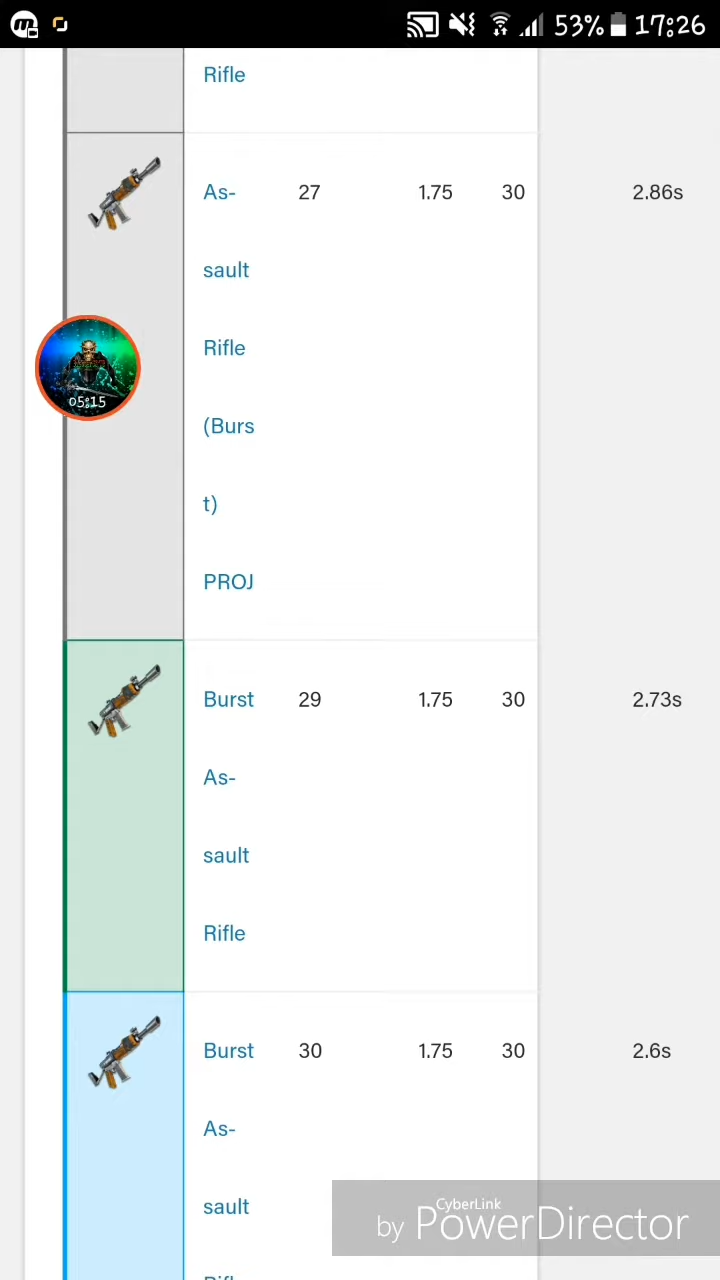 53% 17:26
Rifle
As- 27 1.75 30 2.86s
sault
Rifle
05:15
(Burs
t)
PROJ
Burst 29 1.75 30 2.73s
As-
sault
Rifle
Burst 30 1.75 30 2.6s
As-
sault
CyberLink
by PowerDirector
Rifle